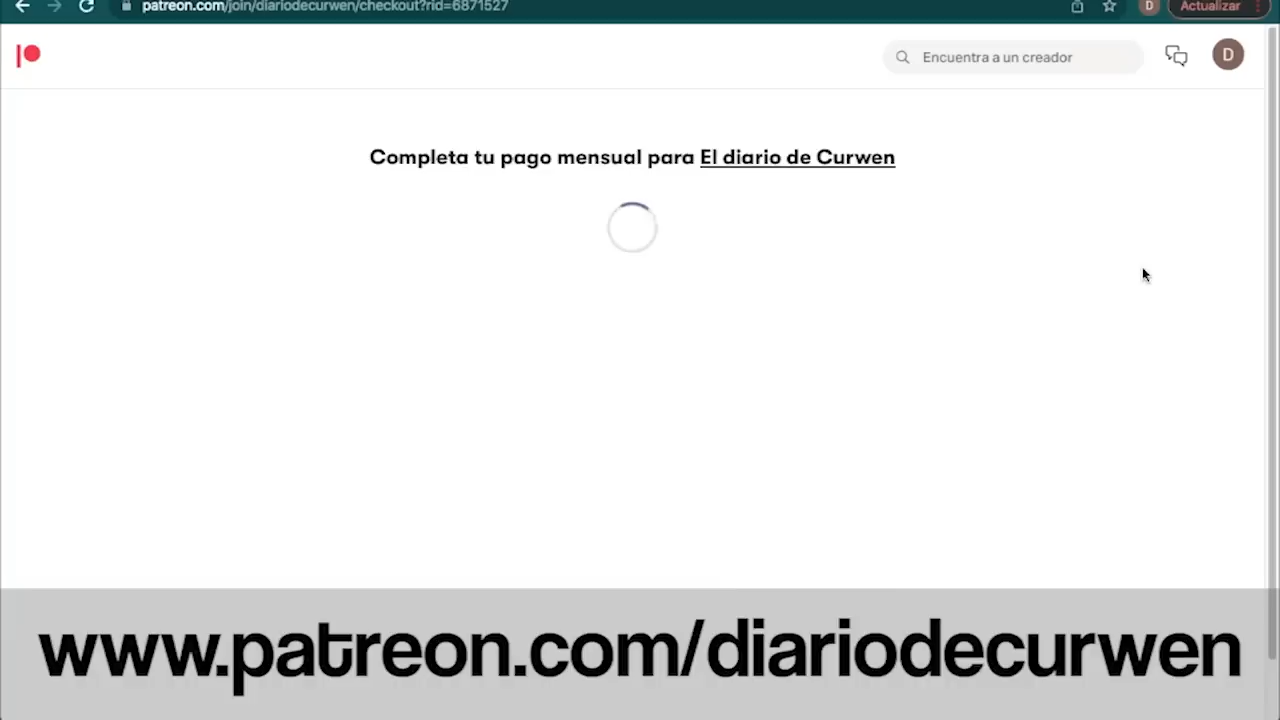 patreon.com/join/diariodecurwen/checkout?rid=6871527
D
Actualizar
Encuentra a un creador
D
Completa tu pago mensual para El diario de Curwen
www.patreon.com/diariodecurwen